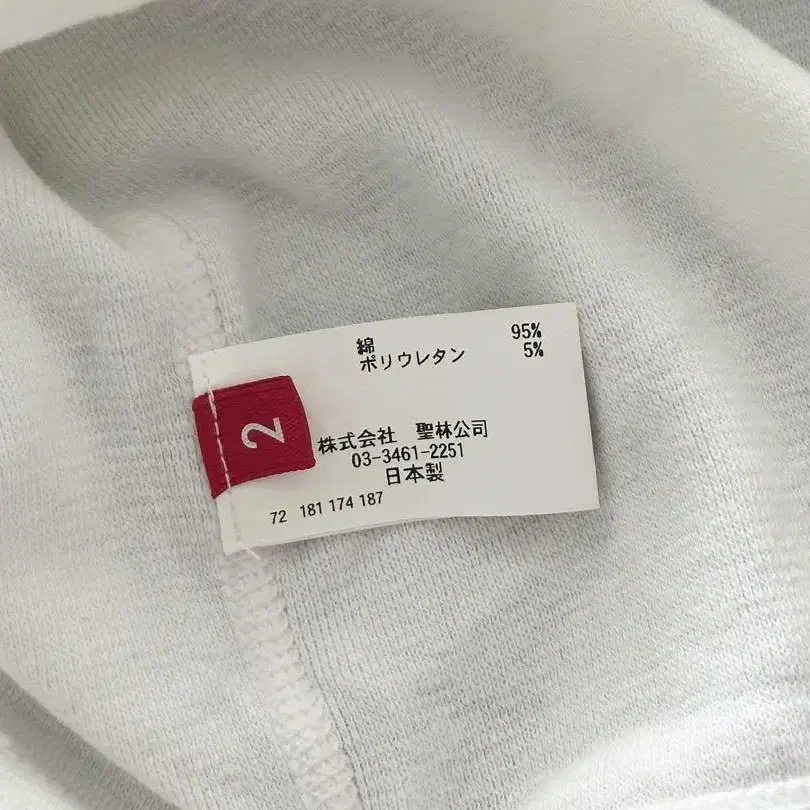 綿 95%
ポリウレタン 5%
2
株式会社 聖林公司
03-3461-2251
日本製
72 181 174 187